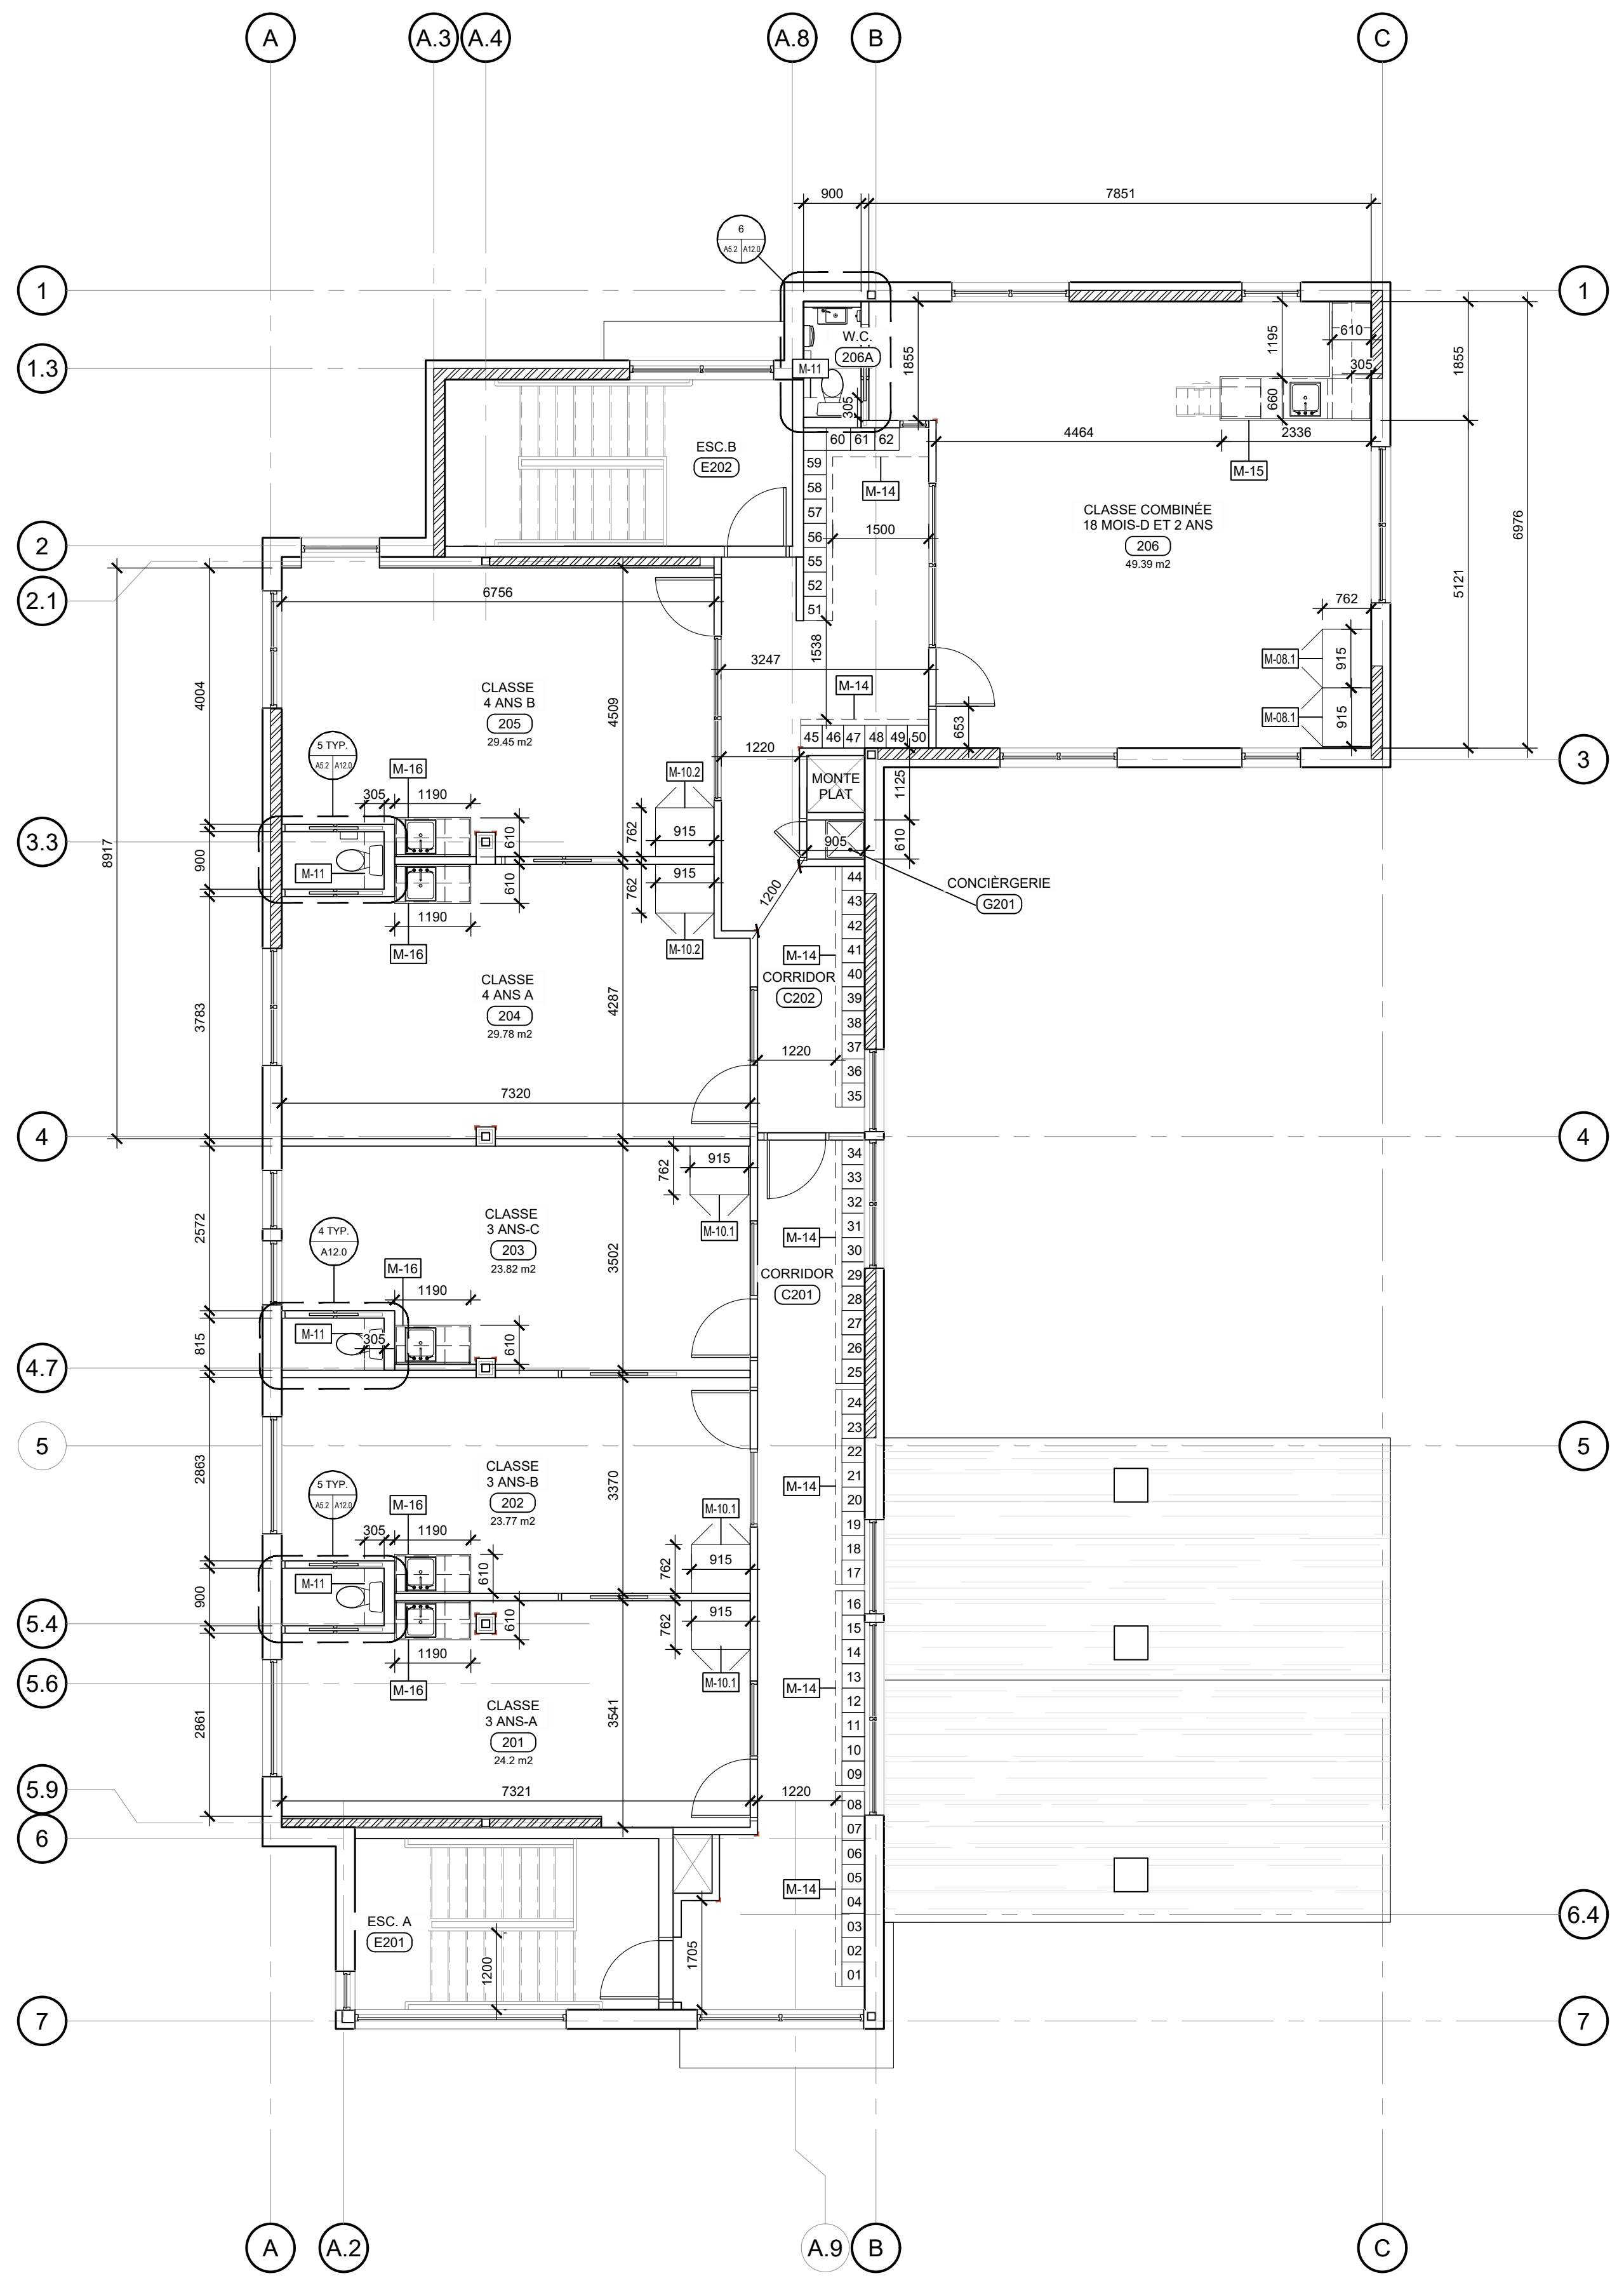 A
A.3
A.4
A.8
B
C
900
7851
6
A5.2
A12.0
1
1
W.C.
206A
M-11
1855
305
1195
610
305
660
1855
1.3
ESC.B
E202
60
61
62
59
58
57
56
55
52
51
M-14
1500
4464
2336
M-15
CLASSE COMBINÉE
18 MOIS-D ET 2 ANS
206
49.39 m2
6976
5121
2
2.1
6756
1538
3247
M-14
762
M-08.1
915
M-08.1
915
653
4004
CLASSE
4 ANS B
205
29.45 m2
4509
45
46
47
48
49
50
1220
MONTE
PLAT
1125
3
5 TYP.
A5.2
A12.0
M-16
305
1190
610
M-10.2
762
915
3.3
8917
900
M-11
905
610
610
762
915
1200
CONCIÈRGERIE
G201
1190
M-16
M-10.2
44
43
42
41
40
39
38
37
36
35
M-14
CORRIDOR
C202
CLASSE
4 ANS A
204
29.78 m2
3783
4287
1220
7320
4
4
762
915
M-10.1
34
33
32
31
30
29
28
27
26
25
M-14
CORRIDOR
C201
2572
4 TYP.
A12.0
CLASSE
3 ANS-C
203
23.82 m2
3502
M-16
1190
M-11
305
610
815
4.7
24
23
22
21
20
19
18
17
M-14
5
5
2863
CLASSE
3 ANS-B
202
23.77 m2
3370
5 TYP.
A5.2
A12.0
M-16
305
1190
610
M-10.1
762
915
900
M-11
5.4
610
762
915
1190
M-16
M-10.1
16
15
14
13
12
11
10
09
M-14
5.6
2861
CLASSE
3 ANS-A
201
24.2 m2
3541
5.9
7321
1220
6
08
07
06
05
04
03
02
01
M-14
ESC. A
E201
1200
1705
6.4
7
7
A
A.2
A.9
B
C